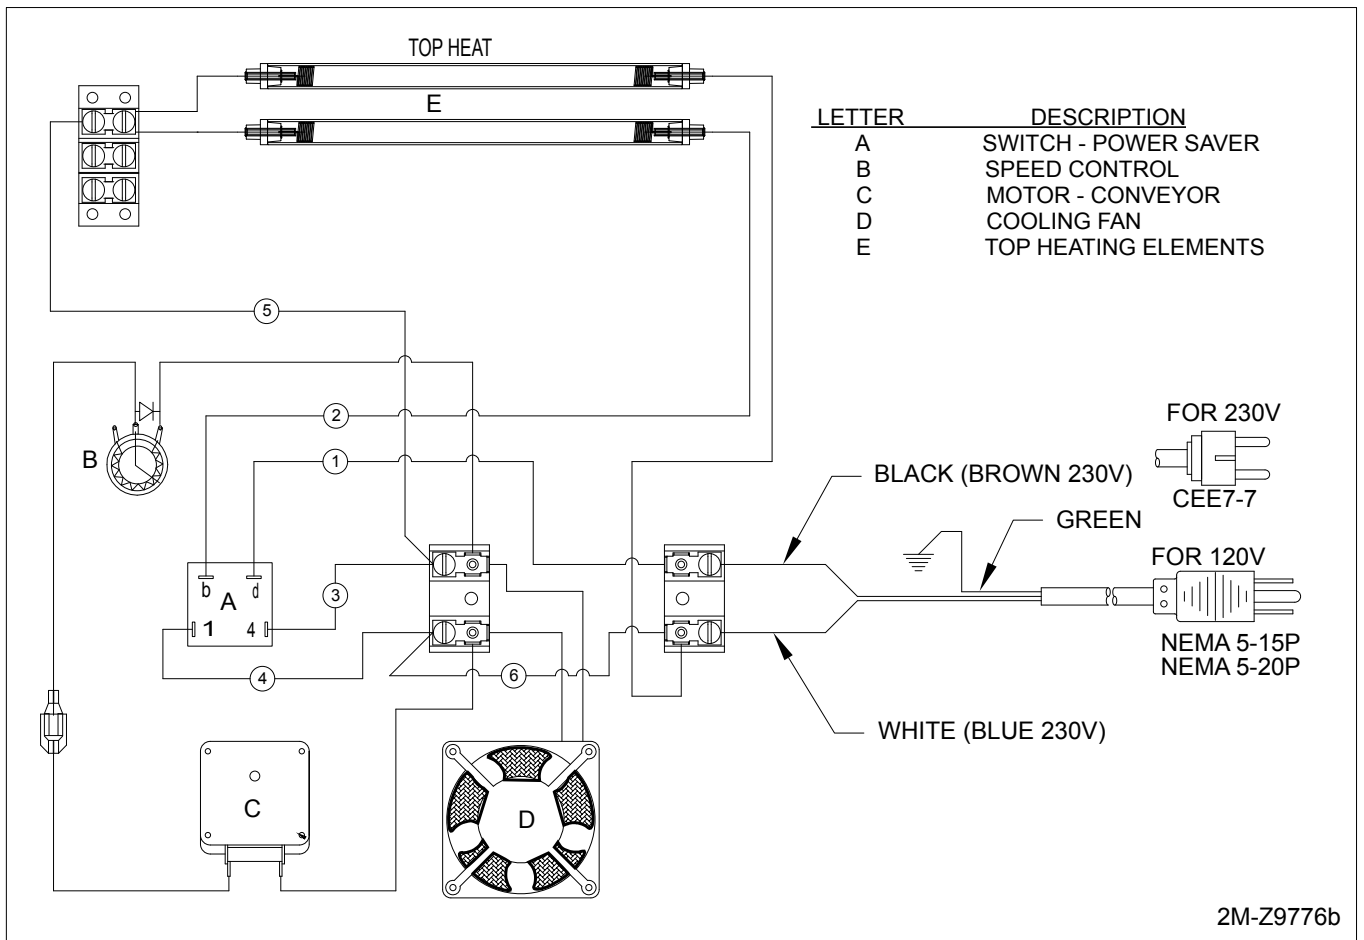 TOP HEAT
E
LETTER DESCRIPTION
A SWITCH - POWER SAVER
B SPEED CONTROL
C MOTOR - CONVEYOR
D COOLING FAN
E TOP HEATING ELEMENTS
5
2
1
B
FOR 230V
CEE7-7
BLACK (BROWN 230V)
GREEN
FOR 120V
NEMA 5-15P
NEMA 5-20P
b d
A
1 4
3
4
6
WHITE (BLUE 230V)
C
D
2M-Z9776b